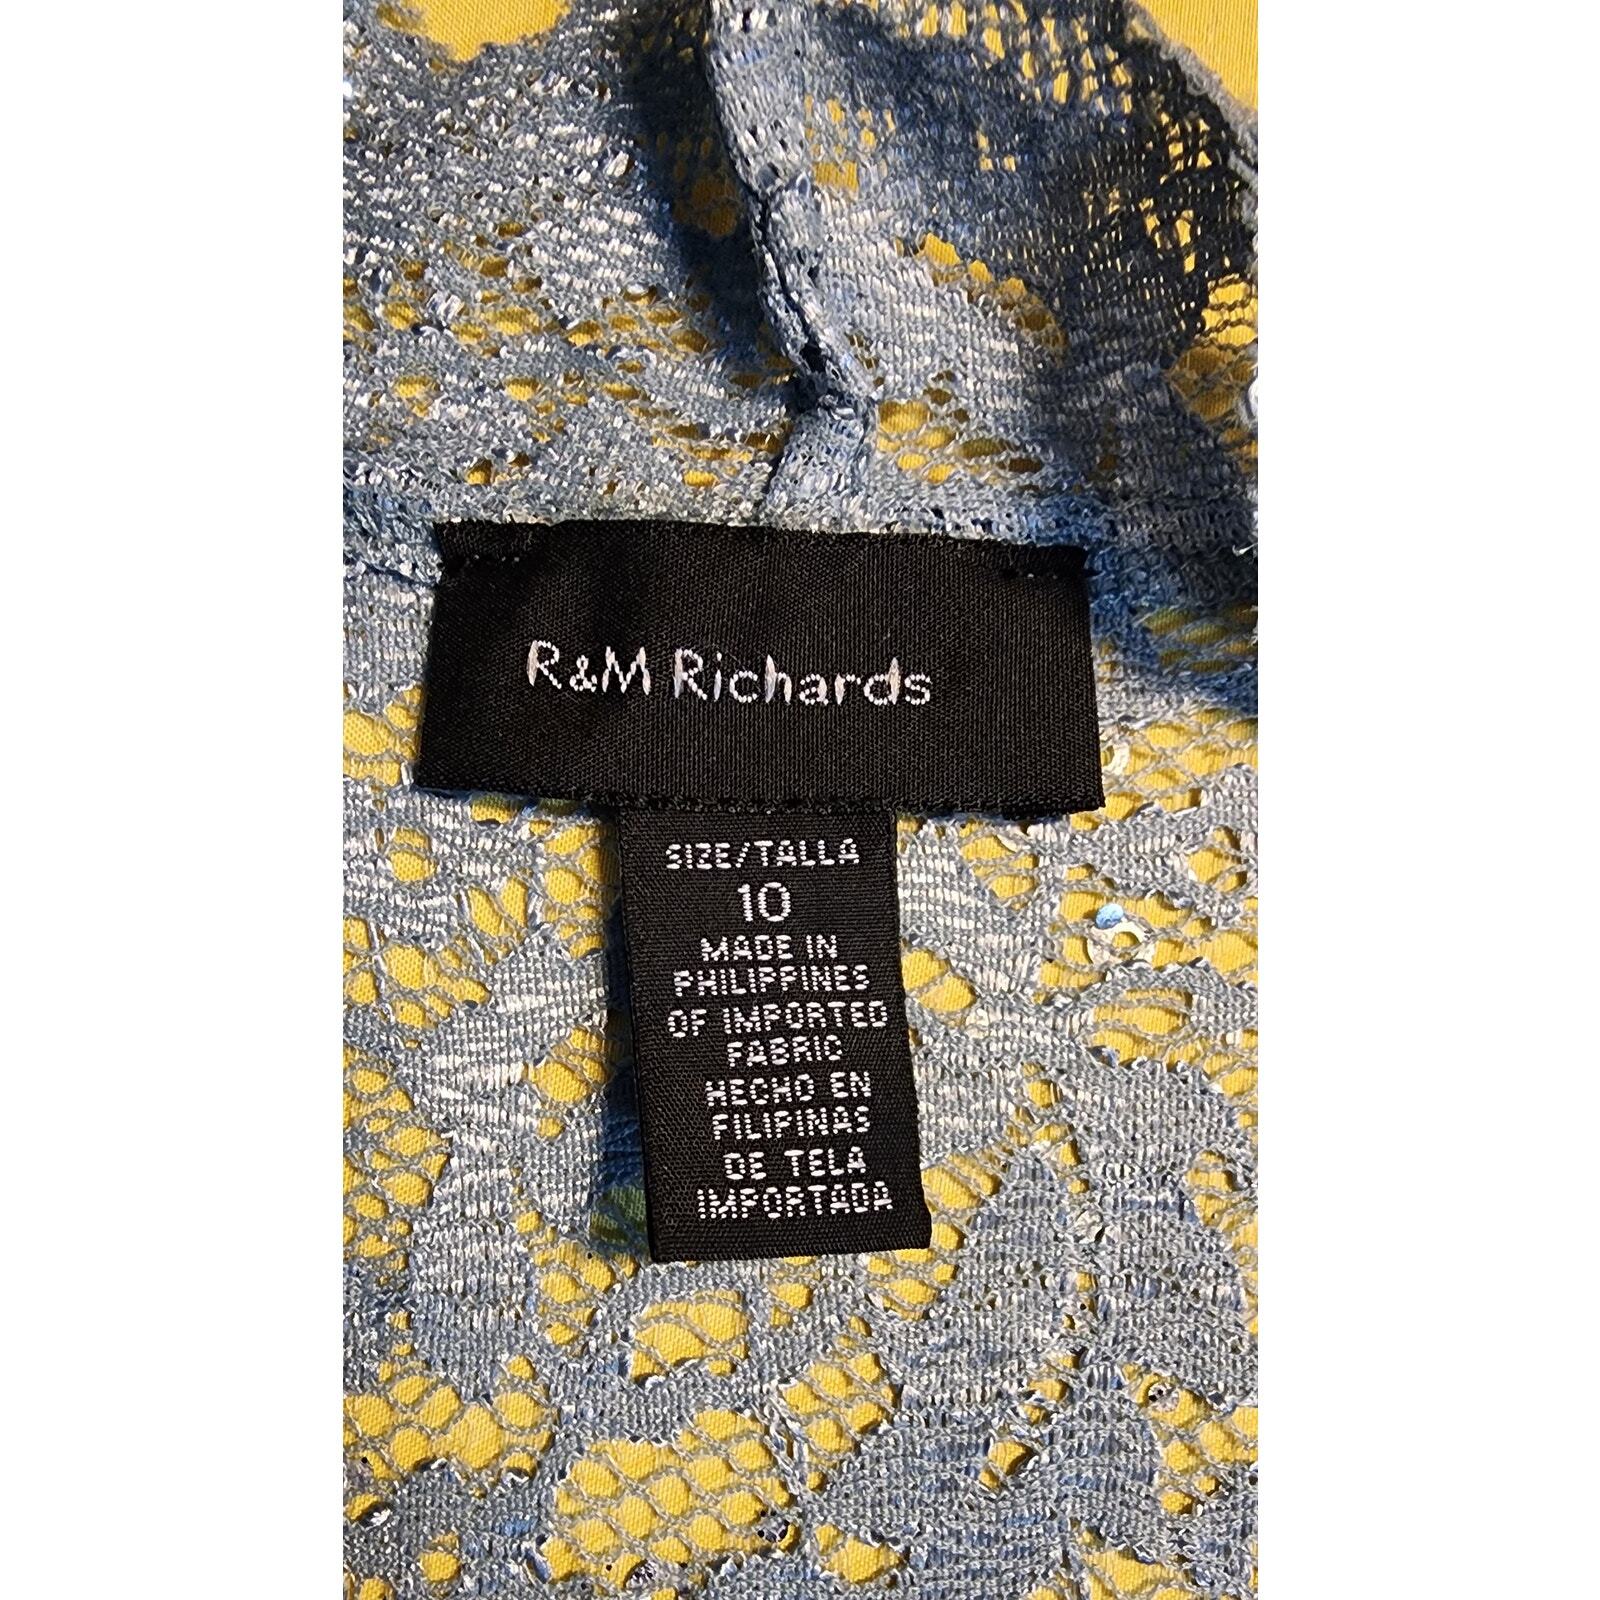 R&M Richards
SIZE/TALLA
10
MADE IN
PHILIPPINES
OF IMPORTED
FABRIC
HECHO EN
FILIPINAS
DE TELA
IMPORTADA